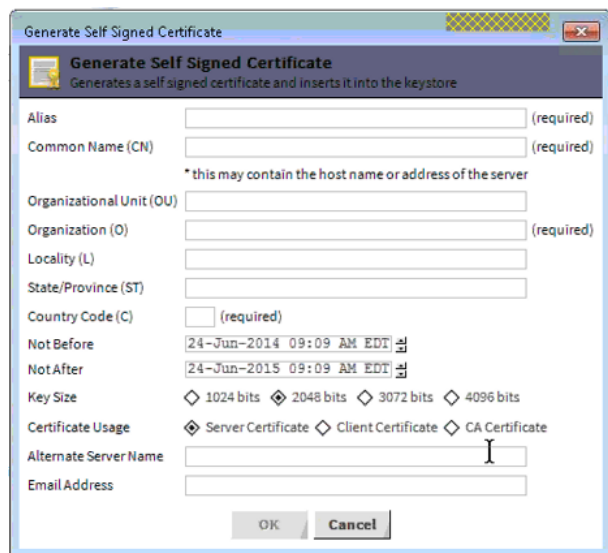 Generate Self Signed Certificate
Generate Self Signed Certificate
Generates a self signed certificate and inserts it into the keystore
Alias (required)
Common Name (CN) (required)
* this may contain the host name or address of the server
Organizational Unit (OU)
Organization (O) (required)
Locality (L)
State/Province (ST)
Country Code (C) (required)
Not Before 24-Jun-2014 09:09 AM EDT
Not After 24-Jun-2015 09:09 AM EDT
Key Size 1024 bits 2048 bits 3072 bits 4096 bits
Certificate Usage Server Certificate Client Certificate CA Certificate
Alternate Server Name
Email Address
OK Cancel